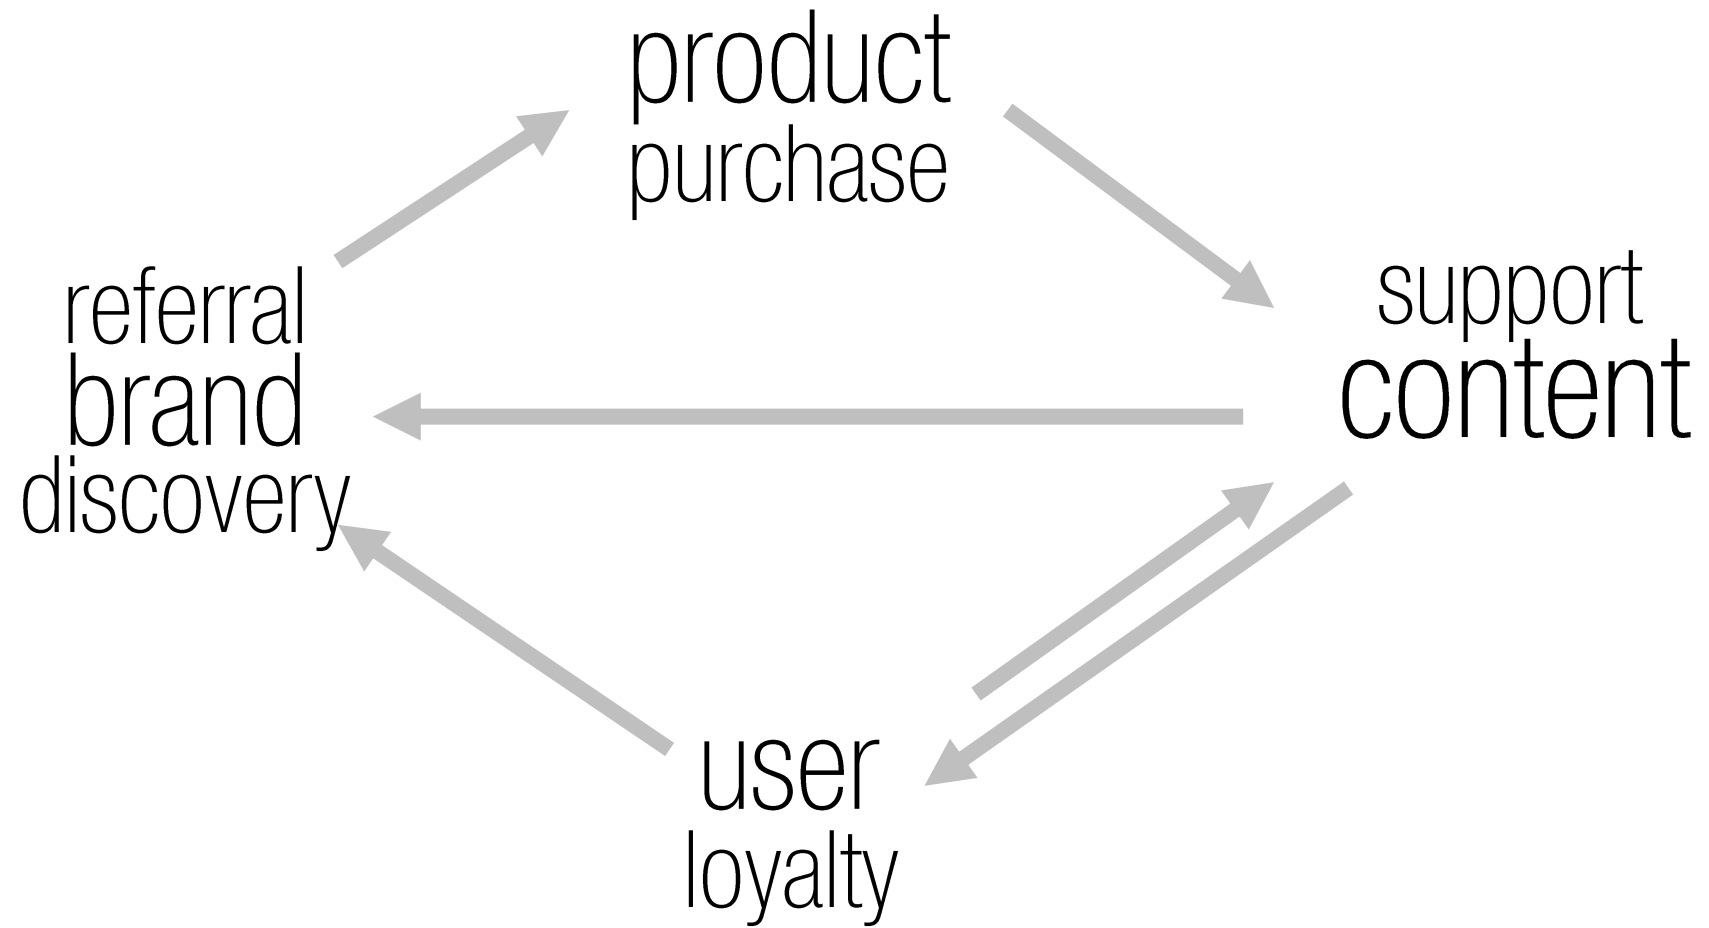 product
purchase
referral
brand
discovery
support
content
user
loyalty